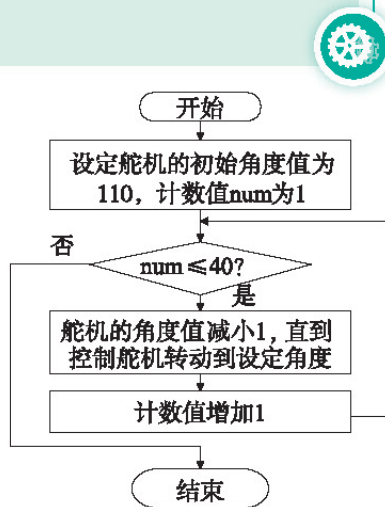 开始
设定舵机的初始角度值为
110，计数值num为1
否
num≤40?
是
舵机的角度值减小1，直到
控制舵机转动到设定角度
计数值增加1
结束